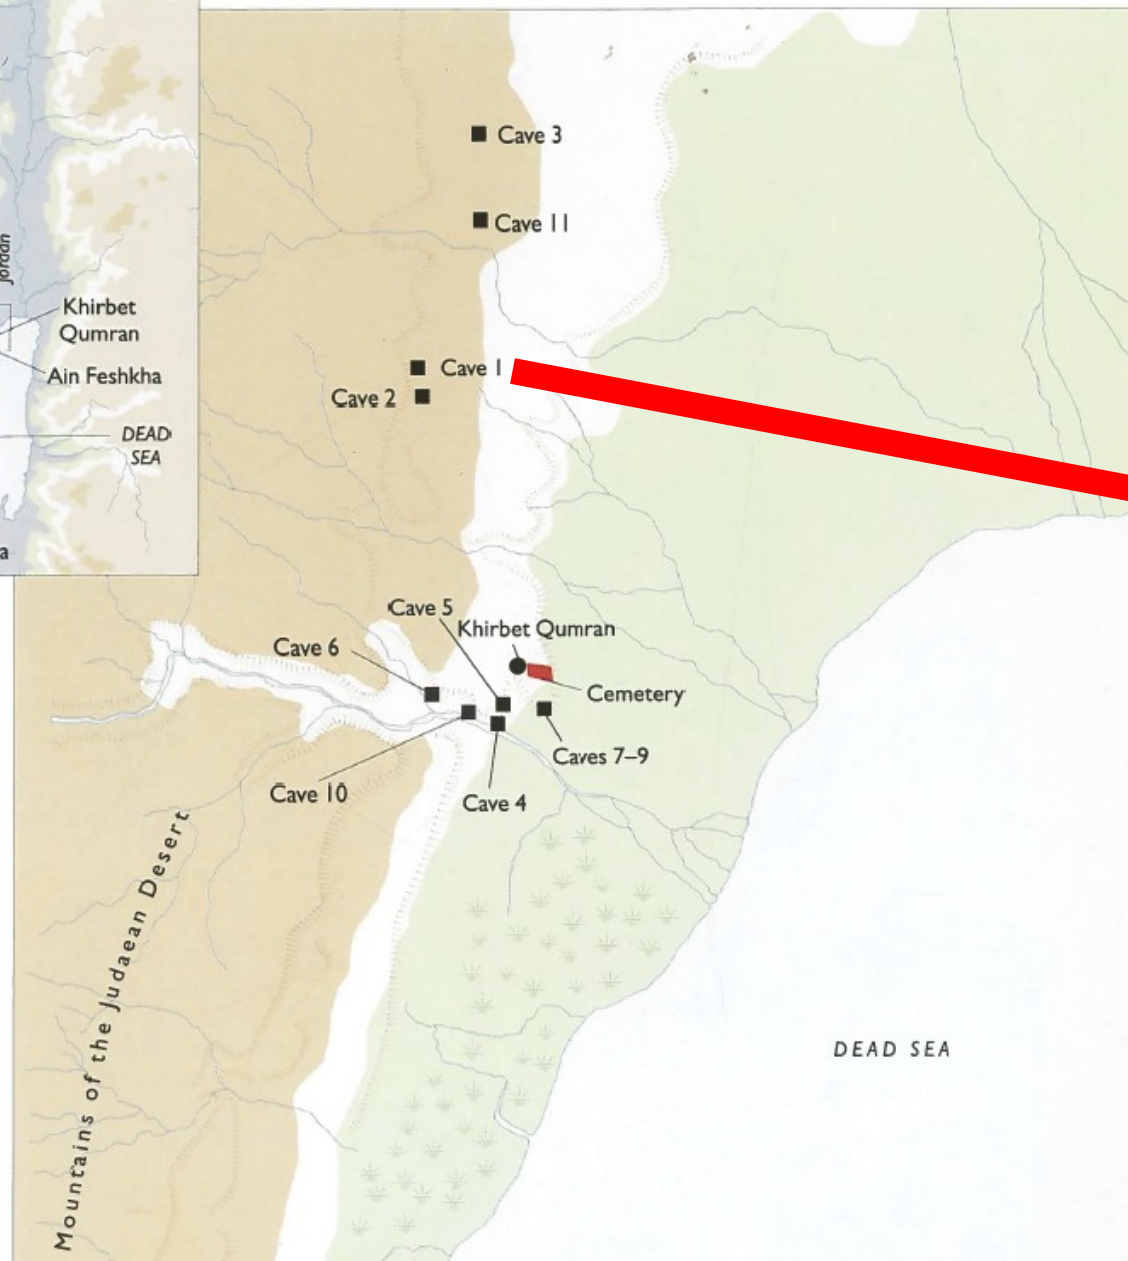 Jordan
Khirbet
Qumran
Ain Feshkha
DEAD
SEA
a
Cave 3
Cave 11
Cave 1
Cave 2
Cave 5
Khirbet Qumran
Cave 6
Cemetery
Caves 7–9
Cave 10
Cave 4
Mountains of the Judaean Desert
DEAD SEA